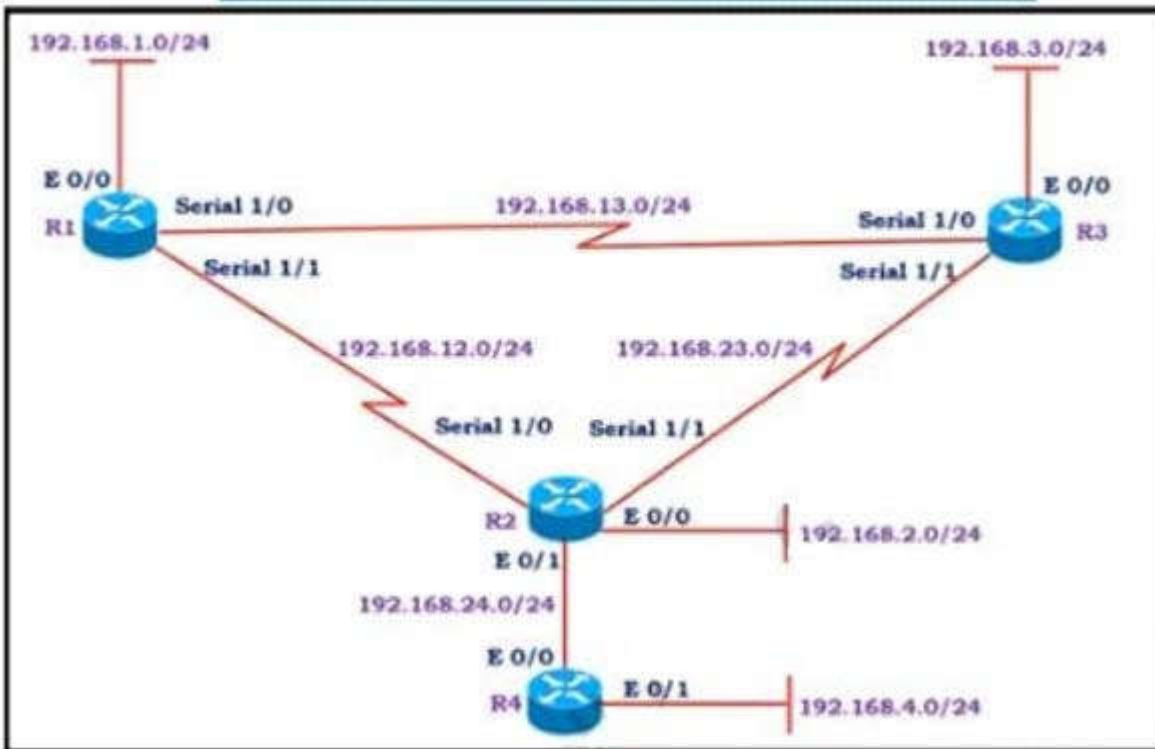 192.168.1.0/24
192.168.3.0/24
E 0/0
E 0/0
R1
Serial 1/0
192.168.13.0/24
Serial 1/0
R3
Serial 1/1
Serial 1/1
192.168.12.0/24
192.168.23.0/24
Serial 1/0
Serial 1/1
R2
E 0/0
192.168.2.0/24
E 0/1
192.168.24.0/24
E 0/0
R4
E 0/1
192.168.4.0/24